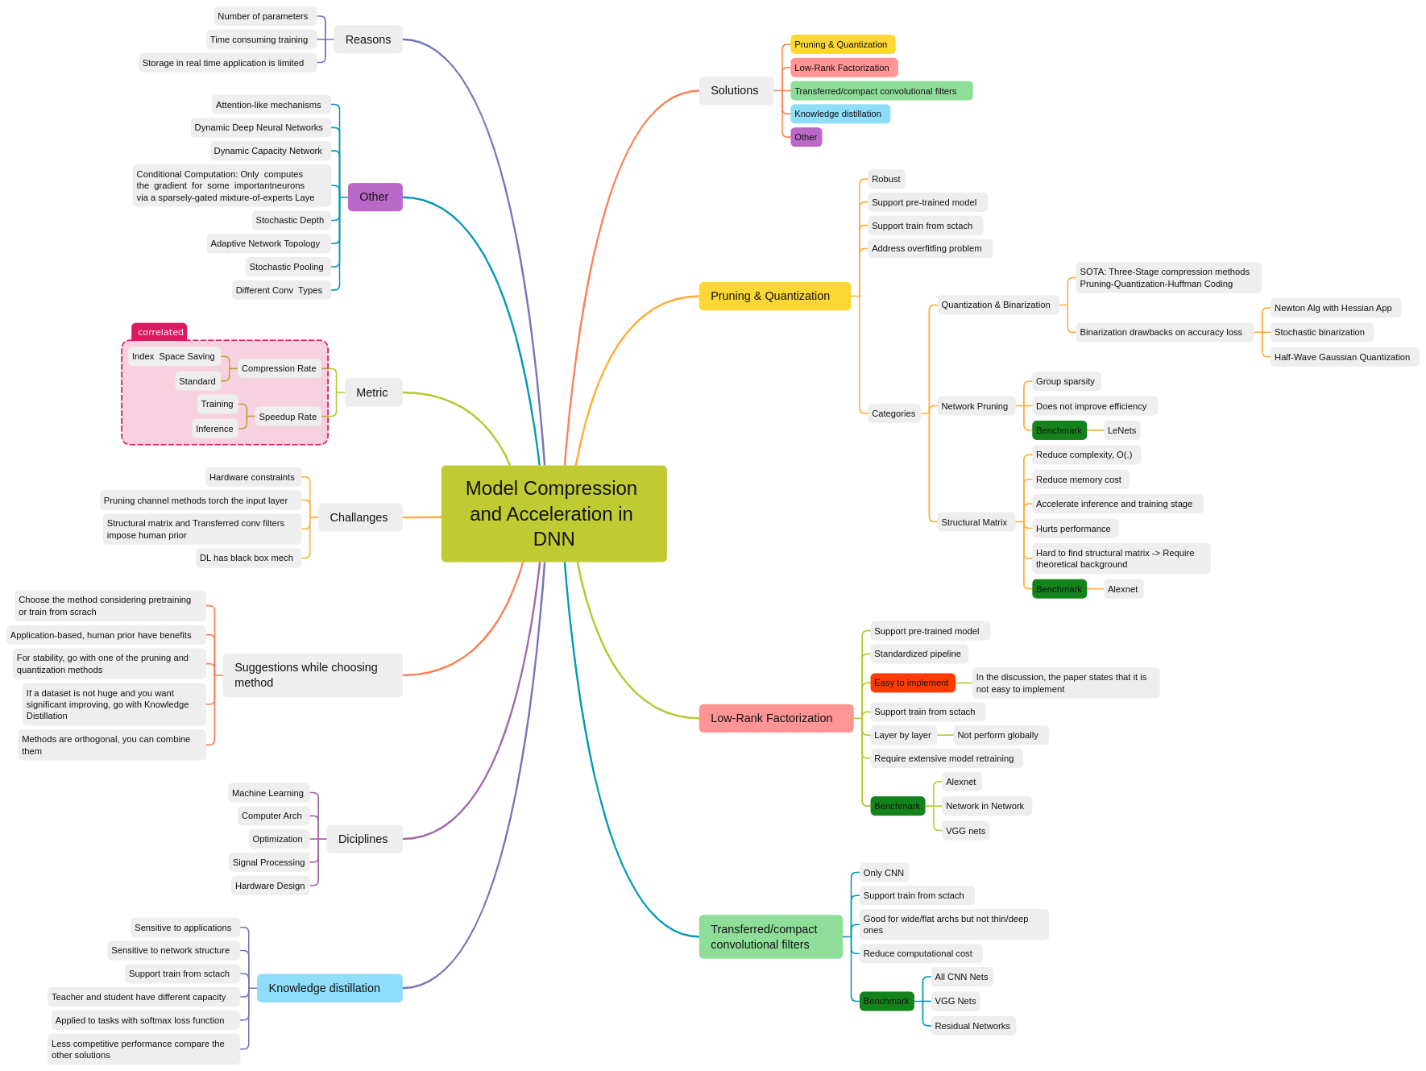 Model Compression
and Acceleration in
DNN
Reasons
Number of parameters
Time consuming training
Storage in real time application is limited
Other
Attention-like mechanisms
Dynamic Deep Neural Networks
Dynamic Capacity Network
Conditional Computation: Only computes
the gradient for some importantneurons
via a sparsely-gated mixture-of-experts Laye
Stochastic Depth
Adaptive Network Topology
Stochastic Pooling
Different Conv Types
correlated
Metric
Compression Rate
Index Space Saving
Standard
Speedup Rate
Training
Inference
Challanges
Hardware constraints
Pruning channel methods torch the input layer
Structural matrix and Transferred conv filters
impose human prior
DL has black box mech
Suggestions while choosing
method
Choose the method considering pretraining
or train from scrach
Application-based, human prior have benefits
For stability, go with one of the pruning and
quantization methods
If a dataset is not huge and you want
significant improving, go with Knowledge
Distillation
Methods are orthogonal, you can combine
them
Diciplines
Machine Learning
Computer Arch
Optimization
Signal Processing
Hardware Design
Knowledge distillation
Sensitive to applications
Sensitive to network structure
Support train from sctach
Teacher and student have different capacity
Applied to tasks with softmax loss function
Less competitive performance compare the
other solutions
Solutions
Pruning & Quantization
Low-Rank Factorization
Transferred/compact convolutional filters
Knowledge distillation
Other
Pruning & Quantization
Robust
Support pre-trained model
Support train from sctach
Address overfitfing problem
Categories
Quantization & Binarization
SOTA: Three-Stage compression methods
Pruning-Quantization-Huffman Coding
Binarization drawbacks on accuracy loss
Newton Alg with Hessian App
Stochastic binarization
Half-Wave Gaussian Quantization
Network Pruning
Group sparsity
Does not improve efficiency
Benchmark
LeNets
Structural Matrix
Reduce complexity, O(.)
Reduce memory cost
Accelerate inference and training stage
Hurts performance
Hard to find structural matrix -> Require
theoretical background
Benchmark
Alexnet
Low-Rank Factorization
Support pre-trained model
Standardized pipeline
Easy to implement
In the discussion, the paper states that it is
not easy to implement
Support train from sctach
Layer by layer
Not perform globally
Require extensive model retraining
Benchmark
Alexnet
Network in Network
VGG nets
Transferred/compact
convolutional filters
Only CNN
Support train from sctach
Good for wide/flat archs but not thin/deep
ones
Reduce computational cost
Benchmark
All CNN Nets
VGG Nets
Residual Networks